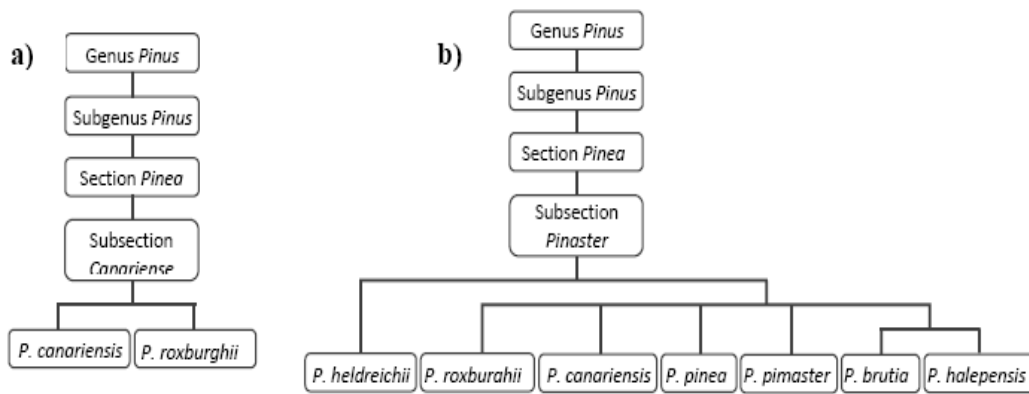 a)
Genus Pinus
Subgenus Pinus
Section Pinea
Subsection
Canariense
P. canariensis
P. roxburghii
b)
Genus Pinus
Subgenus Pinus
Section Pinea
Subsection
Pinaster
P. heldreichii
P. roxburahii
P. canariensis
P. pinea
P. pimaster
P. brutia
P. halepensis